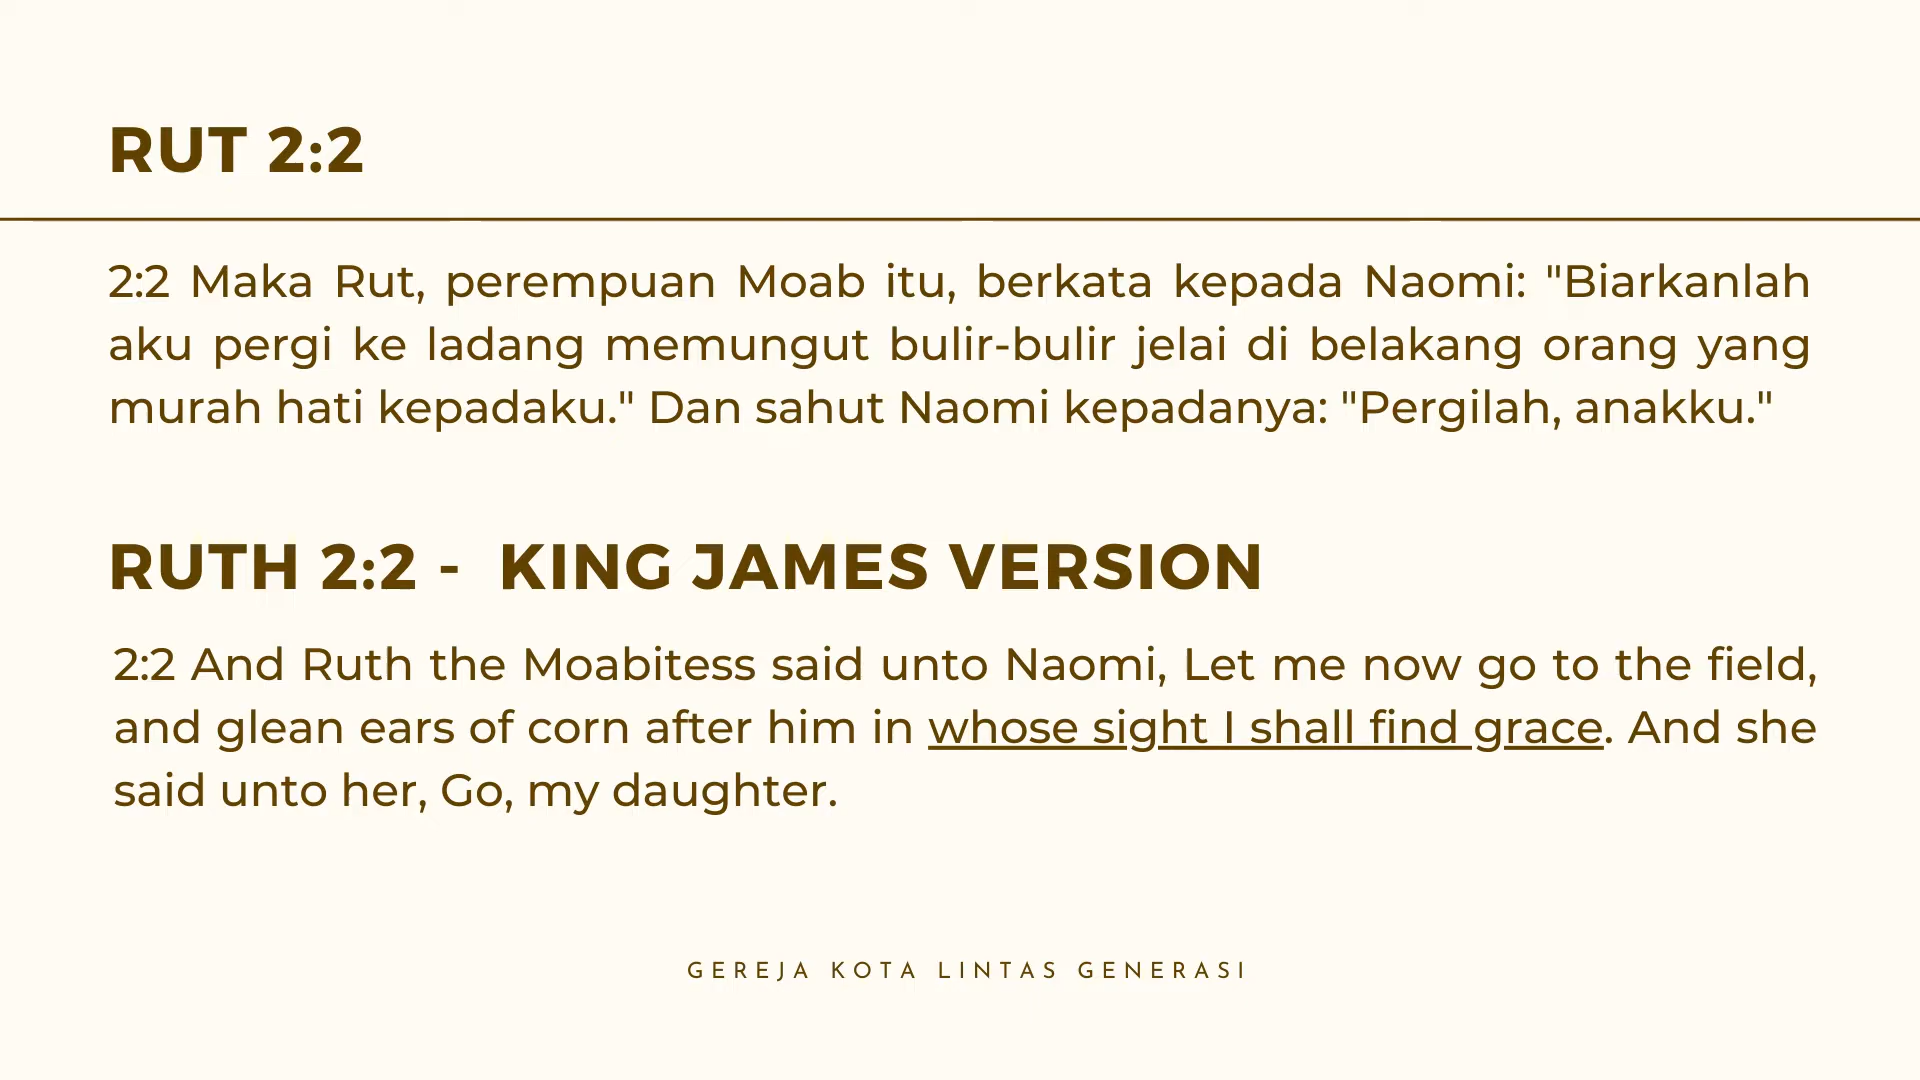 RUT 2:2
2:2 Maka Rut, perempuan Moab itu, berkata kepada Naomi: "Biarkanlah
aku pergi ke ladang memungut bulir-bulir jelai di belakang orang yang
murah hati kepadaku." Dan sahut Naomi kepadanya: "Pergilah, anakku."
RUTH 2:2 - KING JAMES VERSION
2:2 And Ruth the Moabitess said unto Naomi, Let me now go to the field,
and glean ears of corn after him in whose sight I shall find grace. And she
said unto her, Go, my daughter.
GEREJA KOTA LINTAS GENERASI